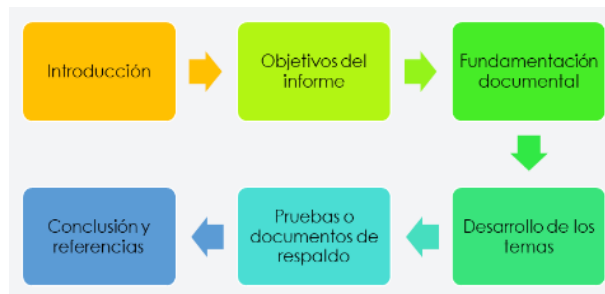 Introducción
Objetivos del
informe
Fundamentación
documental
Desarrollo de los
temas
Pruebas o
documentos de
respaldo
Conclusión y
referencias